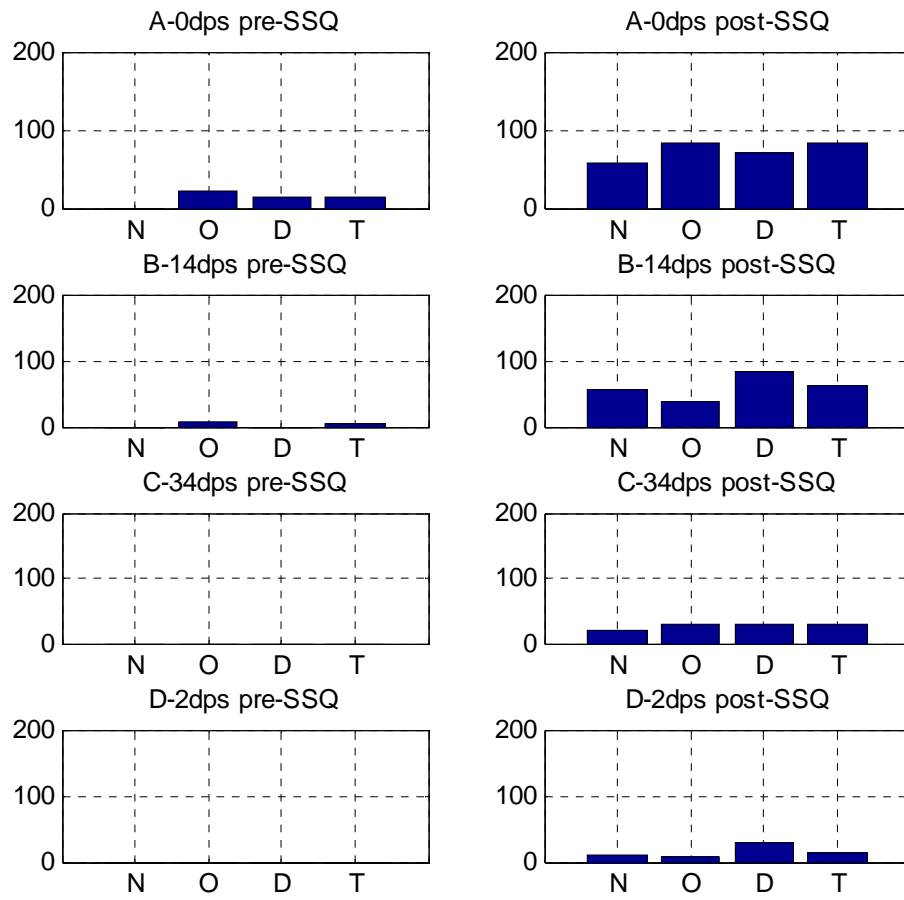 A-0dps pre-SSQ
200
100
0
N O D T
A-0dps post-SSQ
200
100
0
N O D T
B-14dps pre-SSQ
200
100
0
N O D T
B-14dps post-SSQ
200
100
0
N O D T
C-34dps pre-SSQ
200
100
0
N O D T
C-34dps post-SSQ
200
100
0
N O D T
D-2dps pre-SSQ
200
100
0
N O D T
D-2dps post-SSQ
200
100
0
N O D T